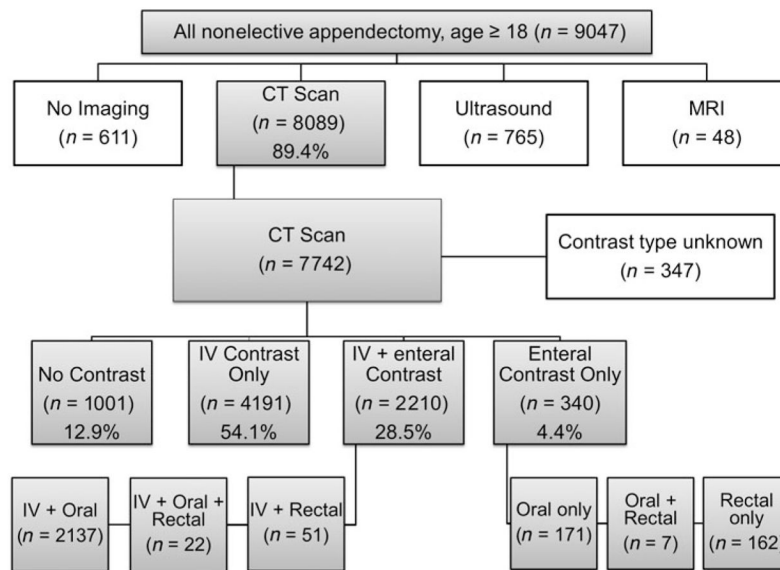 All nonelective appendectomy, age ≥ 18 (n = 9047)
No Imaging
(n = 611)
CT Scan
(n = 8089)
89.4%
Ultrasound
(n = 765)
MRI
(n = 48)
CT Scan
(n = 7742)
Contrast type unknown
(n = 347)
No Contrast
(n = 1001)
12.9%
IV Contrast
Only
(n = 4191)
54.1%
IV + enteral
Contrast
(n = 2210)
28.5%
Enteral
Contrast Only
(n = 340)
4.4%
IV + Oral
(n = 2137)
IV + Oral +
Rectal
(n = 22)
IV + Rectal
(n = 51)
Oral only
(n = 171)
Oral +
Rectal
(n = 7)
Rectal
only
(n = 162)